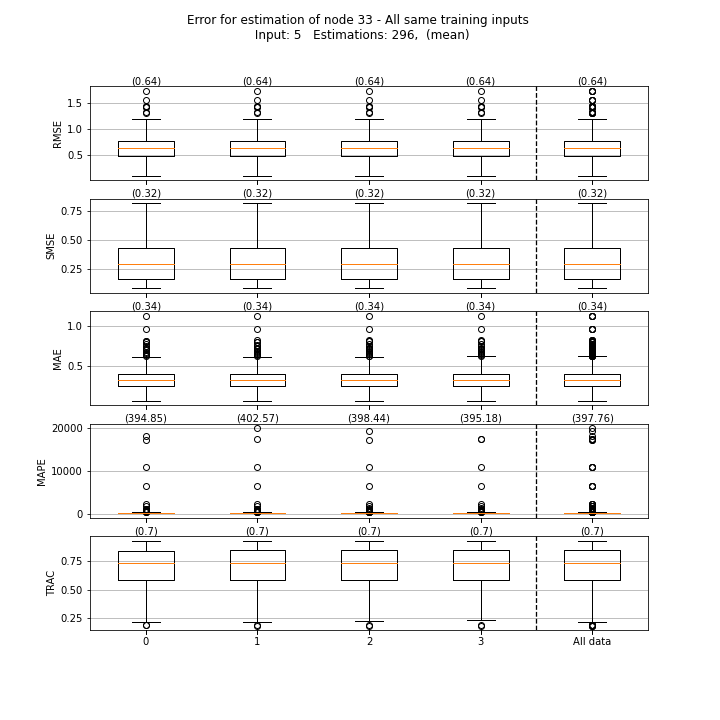 Error for estimation of node 33 - All same training inputs
Input: 5   Estimations: 296,  (mean)
(0.64) (0.64) (0.64) (0.64) (0.64)
1.5
1.0
0.5
RMSE
(0.32) (0.32) (0.32) (0.32) (0.32)
0.75
0.50
0.25
SMSE
(0.34) (0.34) (0.34) (0.34) (0.34)
1.0
0.5
MAE
(394.85) (402.57) (398.44) (395.18) (397.76)
20000
10000
0
MAPE
(0.7) (0.7) (0.7) (0.7) (0.7)
0.75
0.50
0.25
TRAC
0 1 2 3 All data